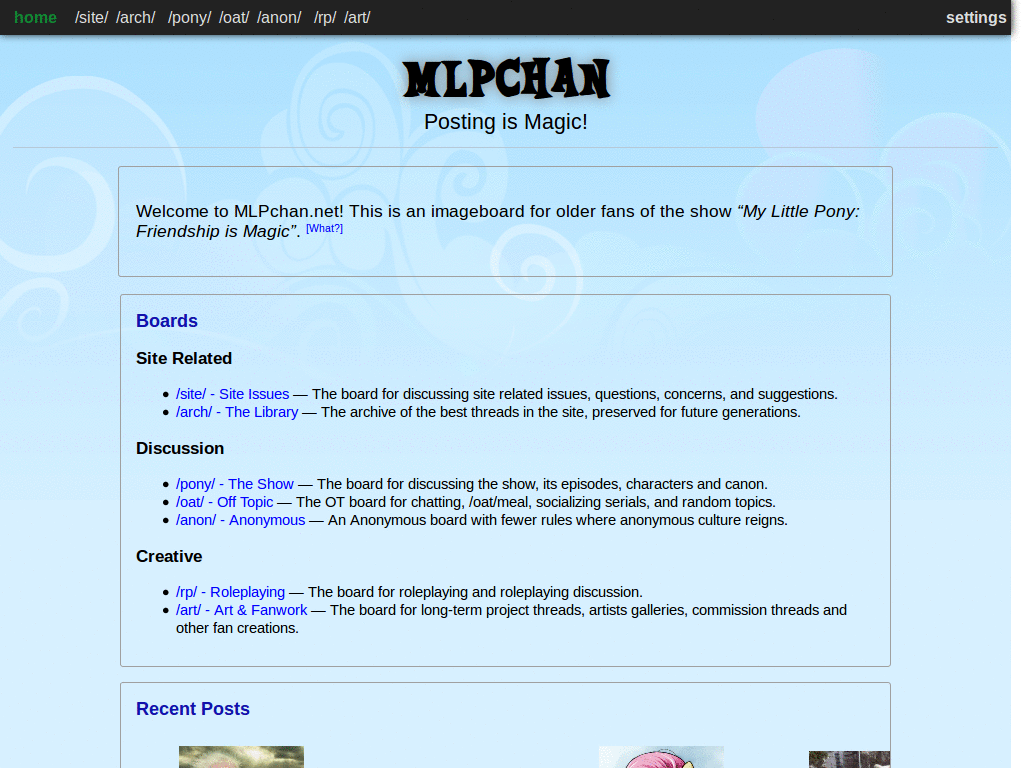 home /site/ /arch/ /pony/ /oat/ /anon/ /rp/ /art/ settings
MLPCHAN
Posting is Magic!
Welcome to MLPchan.net! This is an imageboard for older fans of the show “My Little Pony:
Friendship is Magic”. [What?]
Boards
Site Related
• /site/ - Site Issues — The board for discussing site related issues, questions, concerns, and suggestions.
• /arch/ - The Library — The archive of the best threads in the site, preserved for future generations.
Discussion
• /pony/ - The Show — The board for discussing the show, its episodes, characters and canon.
• /oat/ - Off Topic — The OT board for chatting, /oat/meal, socializing serials, and random topics.
• /anon/ - Anonymous — An Anonymous board with fewer rules where anonymous culture reigns.
Creative
• /rp/ - Roleplaying — The board for roleplaying and roleplaying discussion.
• /art/ - Art & Fanwork — The board for long-term project threads, artists galleries, commission threads and
other fan creations.
Recent Posts